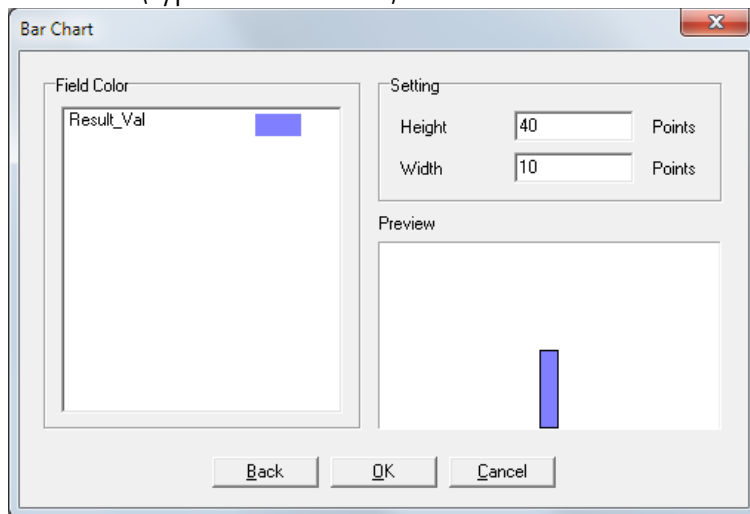 Bar Chart
Field Color
Result_Val
Setting
Height 40 Points
Width 10 Points
Preview
Back OK Cancel